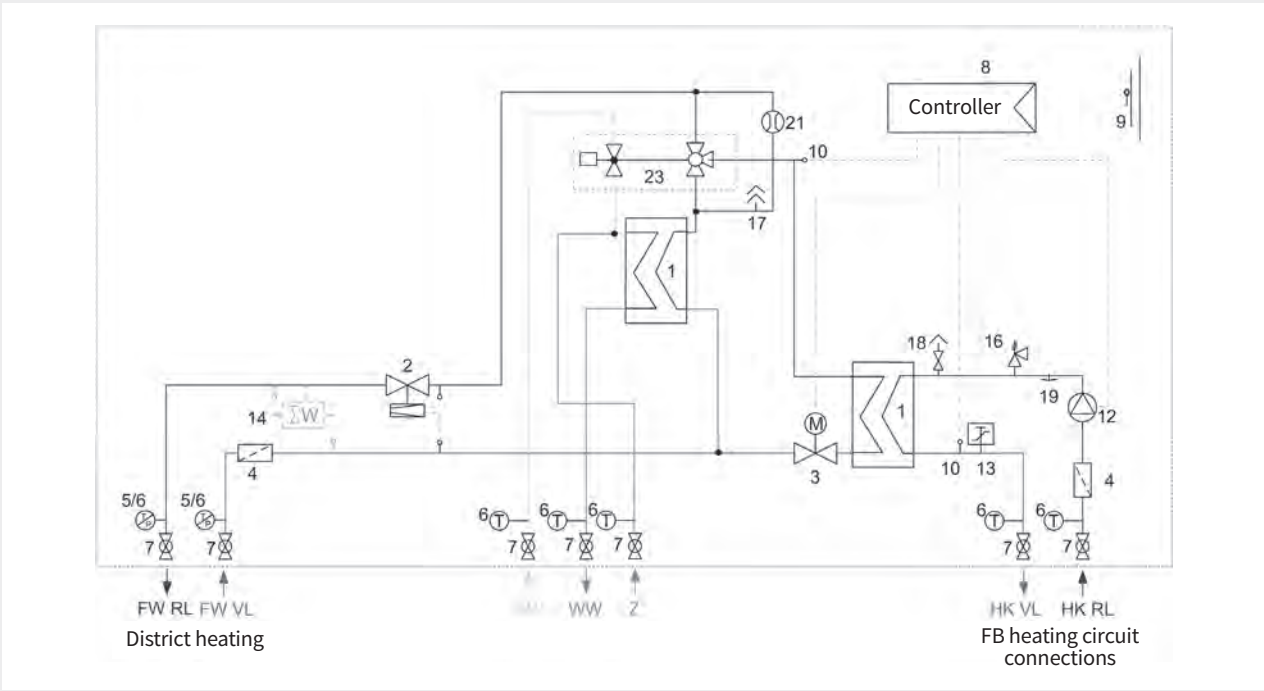 8
Controller
9
21
10
23
17
1
18
16
2
1
19
12
14
ΣW
M
4
3
10
13
4
5/6
5/6
6
T
6
T
6
T
6
T
6
T
7
7
7
7
7
7
7
FW RL
FW VL
WW
Z
HK VL
HK RL
District heating
FB heating circuit
connections